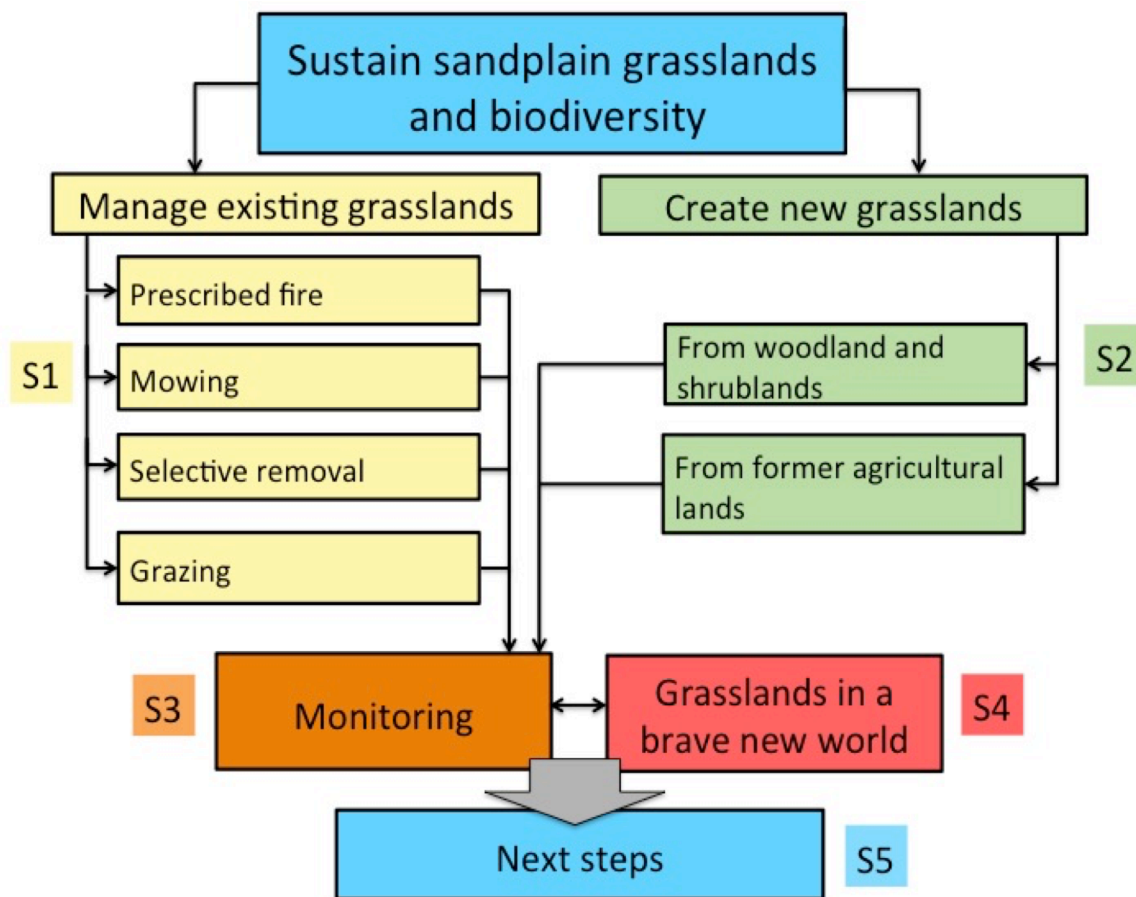 Sustain sandplain grasslands
and biodiversity
Manage existing grasslands
Create new grasslands
Prescribed fire
Mowing
Selective removal
Grazing
S1
From woodland and
shrublands
From former agricultural
lands
S2
S3
Monitoring
Grasslands in a
brave new world
S4
Next steps
S5